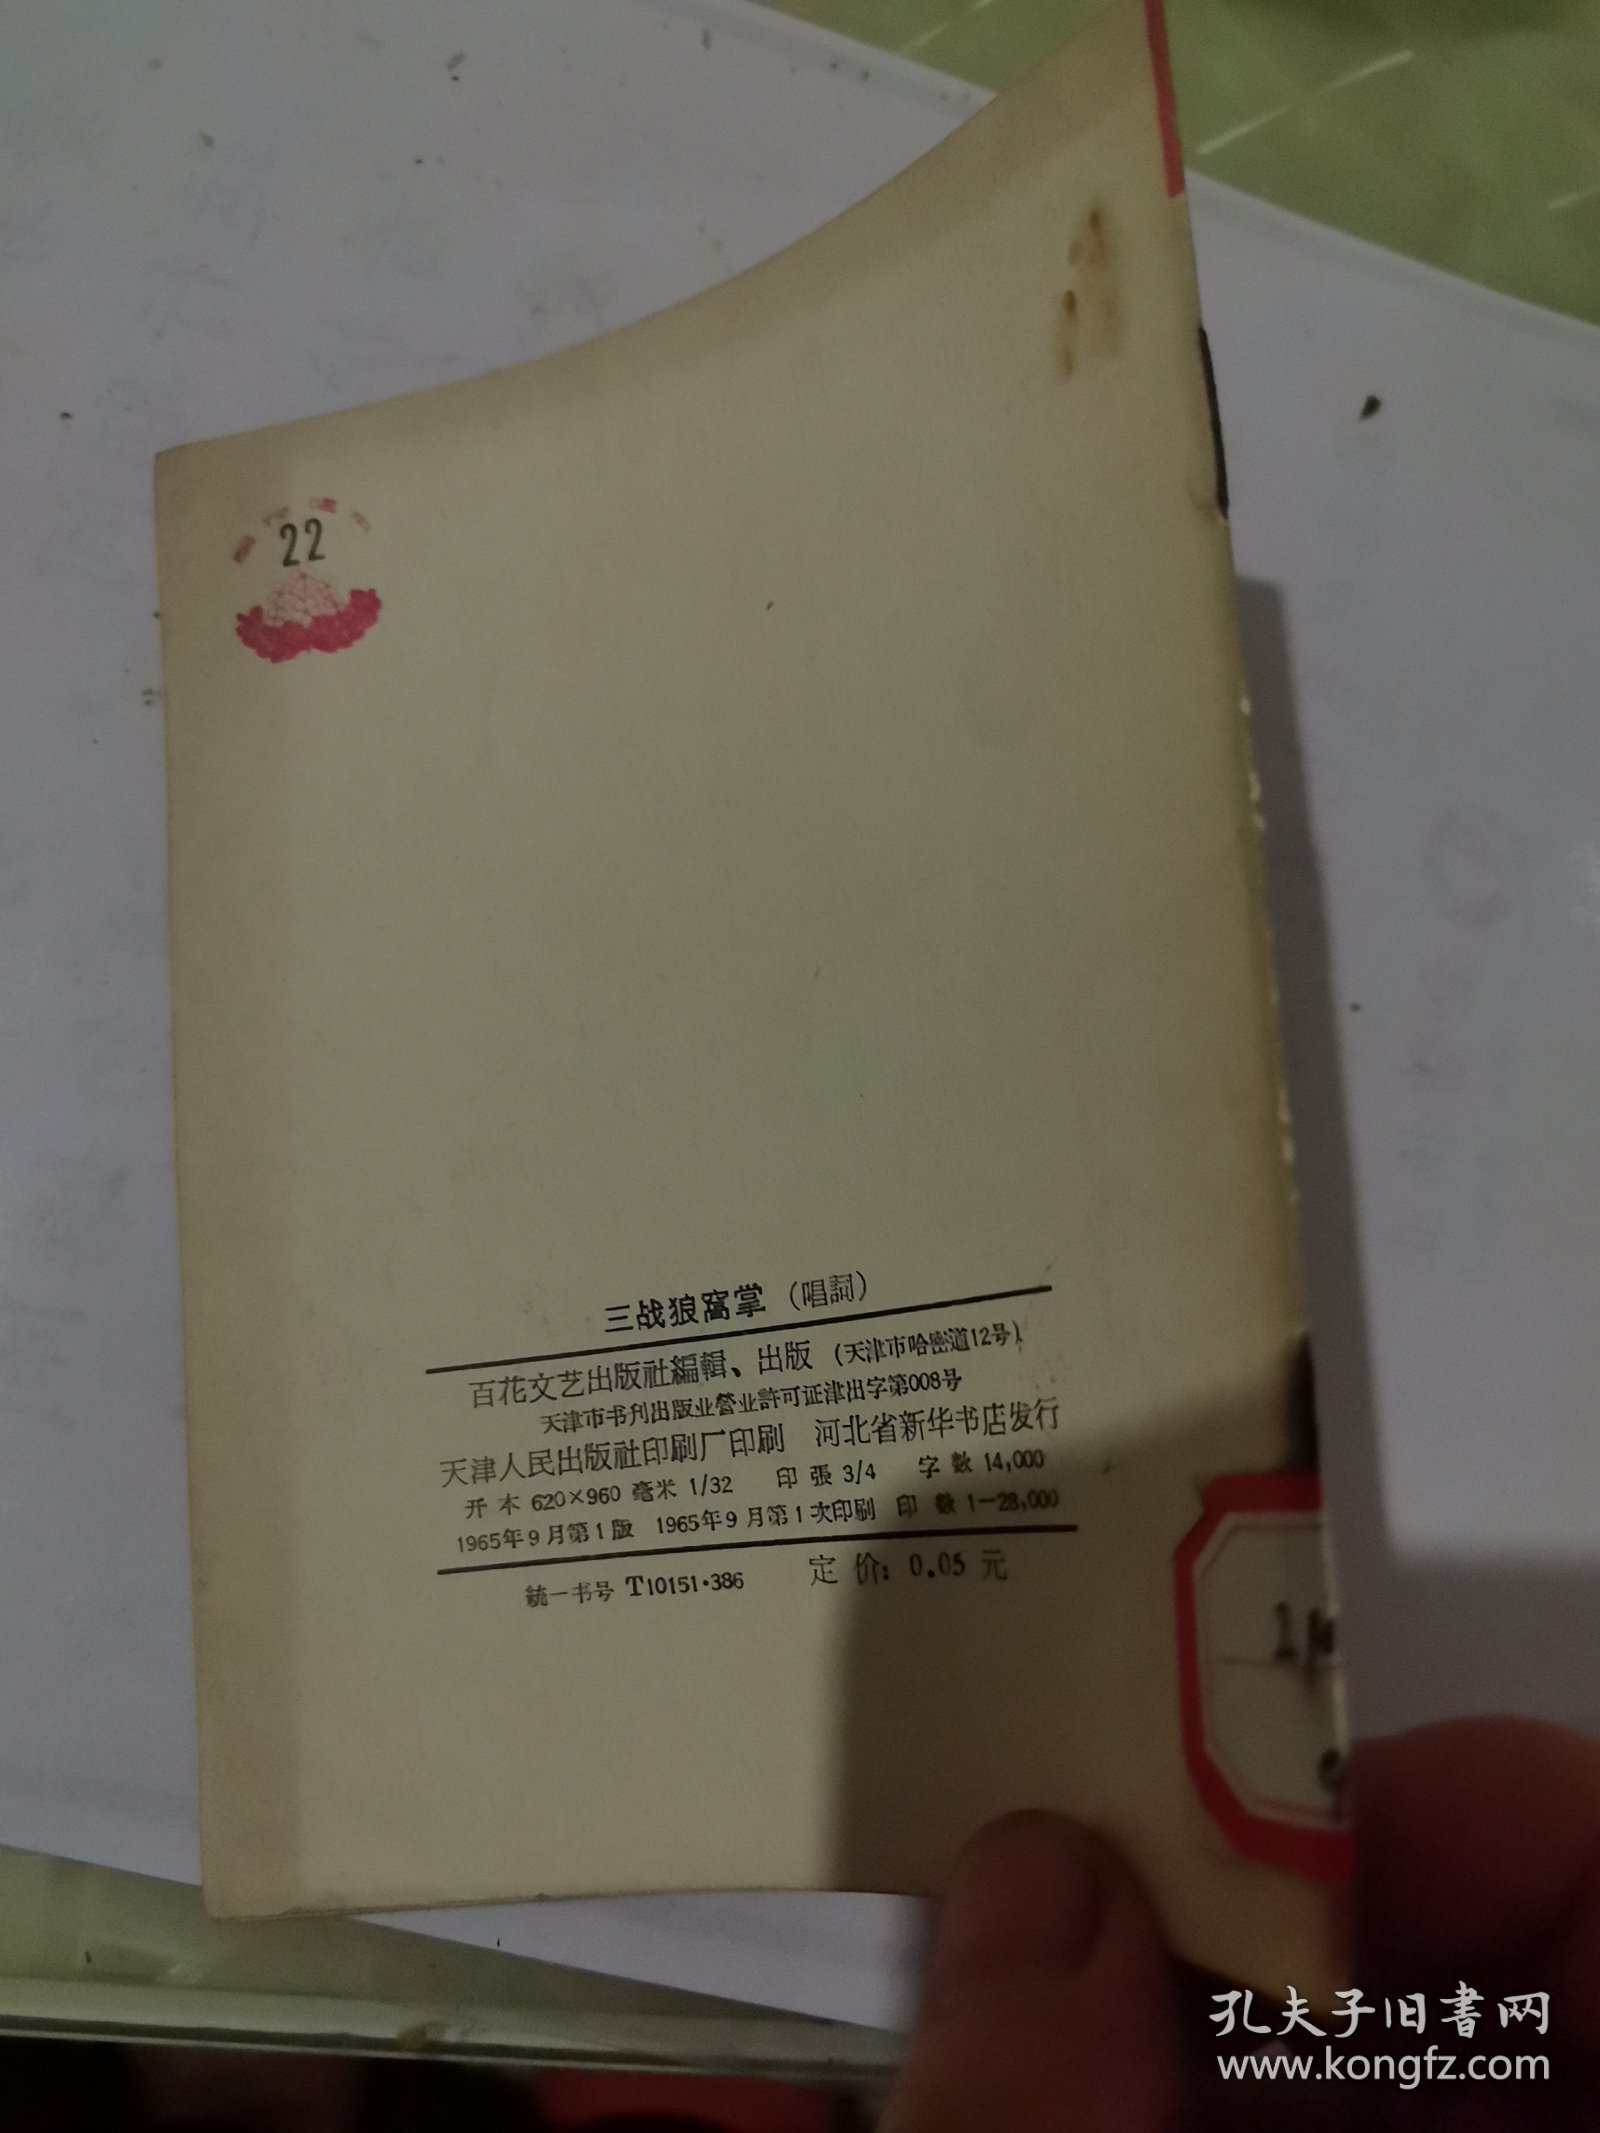 22
三战狼窩掌（唱詞）
百花文艺出版社編輯、出版（天津市哈密道12号）
天津市书刊出版业营业許可证津出字第008号
天津人民出版社印刷厂印刷 河北省新华书店发行
开本 620×960 毫米 1/32 印張 3/4 字数 14,000
1965年9月第1版 1965年9月第1次印刷 印数 1—28,000
統一书号 T10151·386 定价：0.05 元
孔夫子旧書网
www.kongfz.com